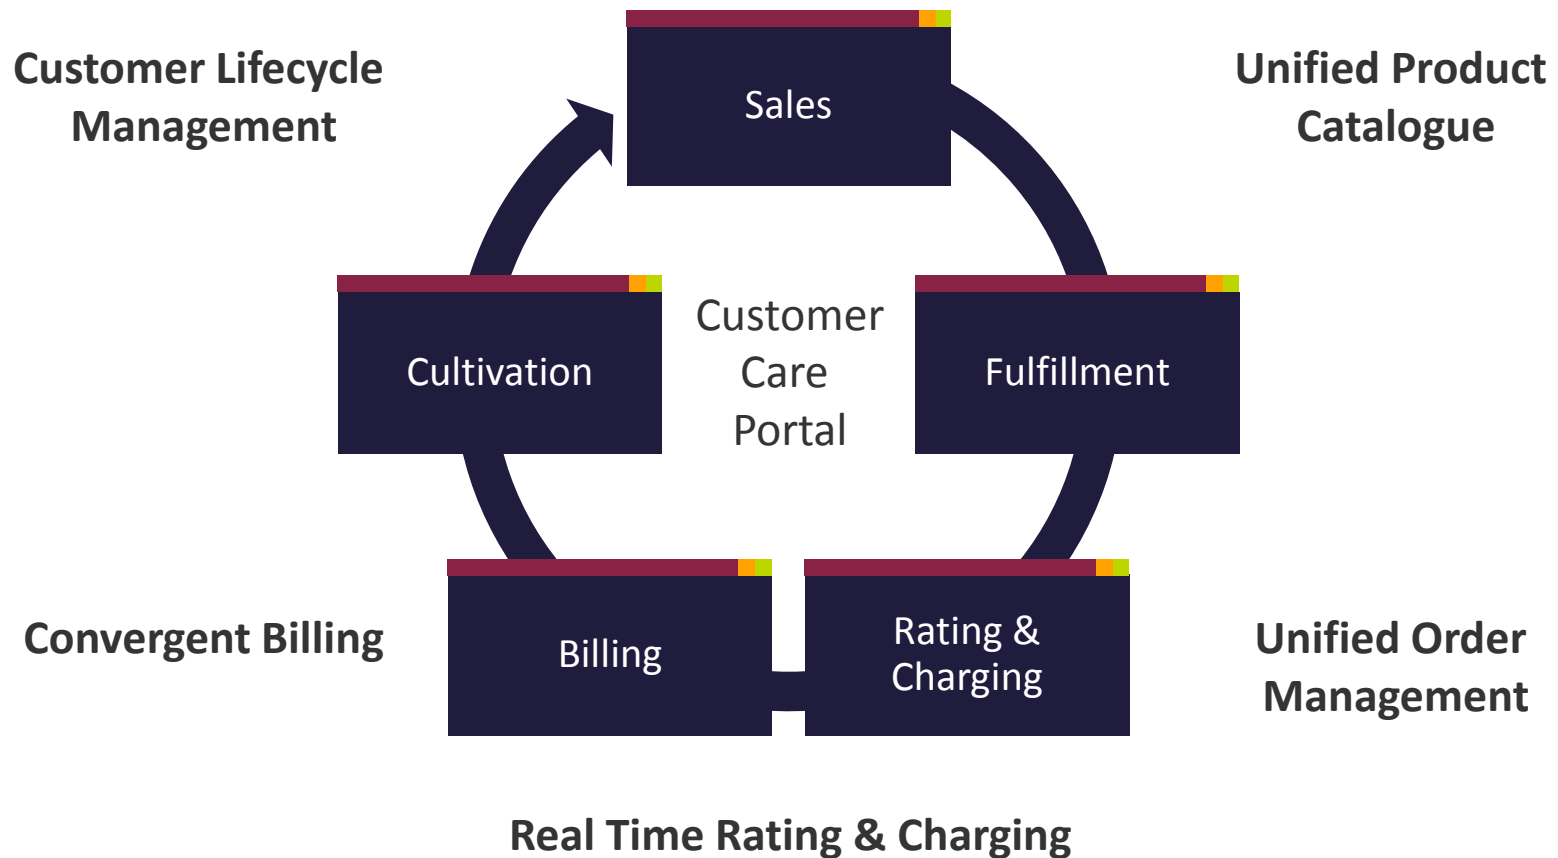 Sales
Customer Lifecycle
Management
Unified Product
Catalogue
Cultivation
Customer
Care
Portal
Fulfillment
Convergent Billing
Billing
Rating &
Charging
Unified Order
Management
Real Time Rating & Charging